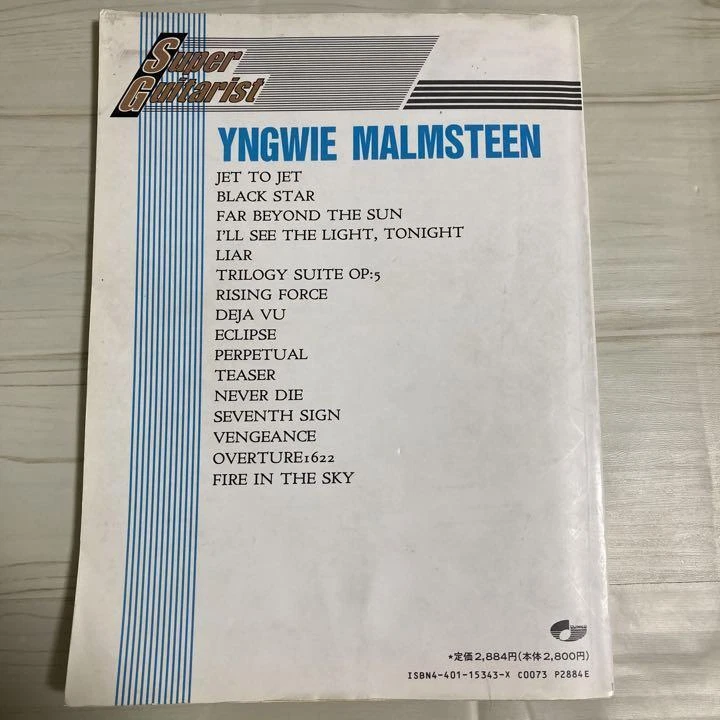 Super
Guitarist
YNGWIE MALMSTEEN
JET TO JET
BLACK STAR
FAR BEYOND THE SUN
I'LL SEE THE LIGHT, TONIGHT
LIAR
TRILOGY SUITE OP:5
RISING FORCE
DEJA VU
ECLIPSE
PERPETUAL
TEASER
NEVER DIE
SEVENTH SIGN
VENGEANCE
OVERTURE1622
FIRE IN THE SKY
*定価2,884円(本体2,800円)
ISBN4-401-15343-X C0073 P2884E